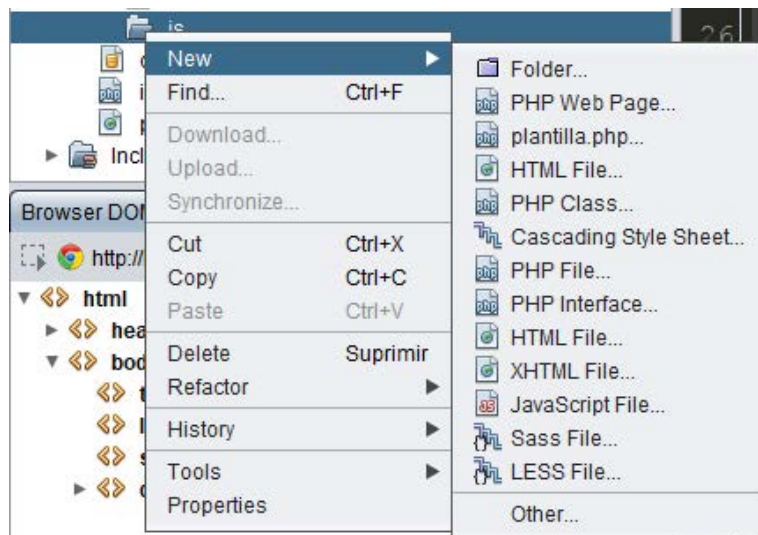 js
26
New
Find... Ctrl+F
Download...
Upload...
Synchronize...
Cut Ctrl+X
Copy Ctrl+C
Paste Ctrl+V
Delete Suprimir
Refactor
History
Tools
Properties
Folder...
PHP Web Page...
plantilla.php...
HTML File...
PHP Class...
Cascading Style Sheet...
PHP File...
PHP Interface...
HTML File...
XHTML File...
JavaScript File...
Sass File...
LESS File...
Other...
Incl
Browser DOM
http://
html
hea
bod